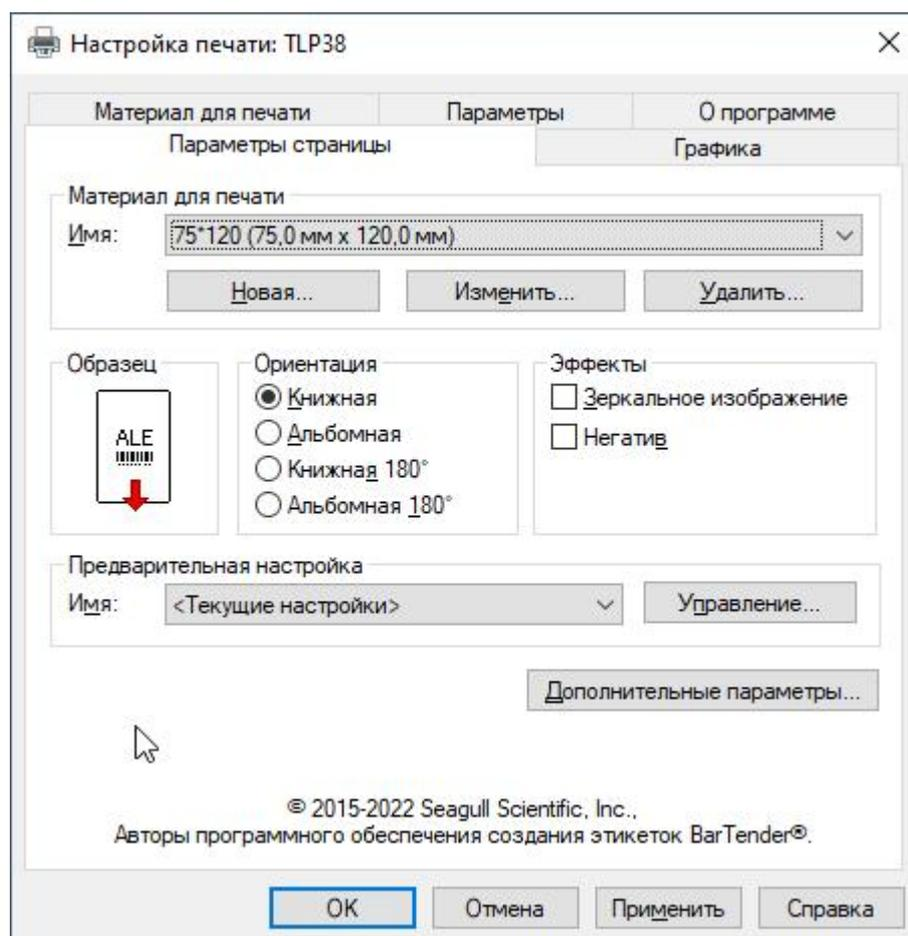 Настройка печати: TLP38
Материал для печати
Параметры
О программе
Параметры страницы
Графика
Материал для печати
Имя:
75*120 (75,0 мм x 120,0 мм)
Новая...
Изменить...
Удалить...
Образец
ALE
Ориентация
Книжная
Альбомная
Книжная 180°
Альбомная 180°
Эффекты
Зеркальное изображение
Негатив
Предварительная настройка
Имя:
<Текущие настройки>
Управление...
Дополнительные параметры...
© 2015-2022 Seagull Scientific, Inc.,
Авторы программного обеспечения создания этикеток BarTender®.
OK
Отмена
Применить
Справка